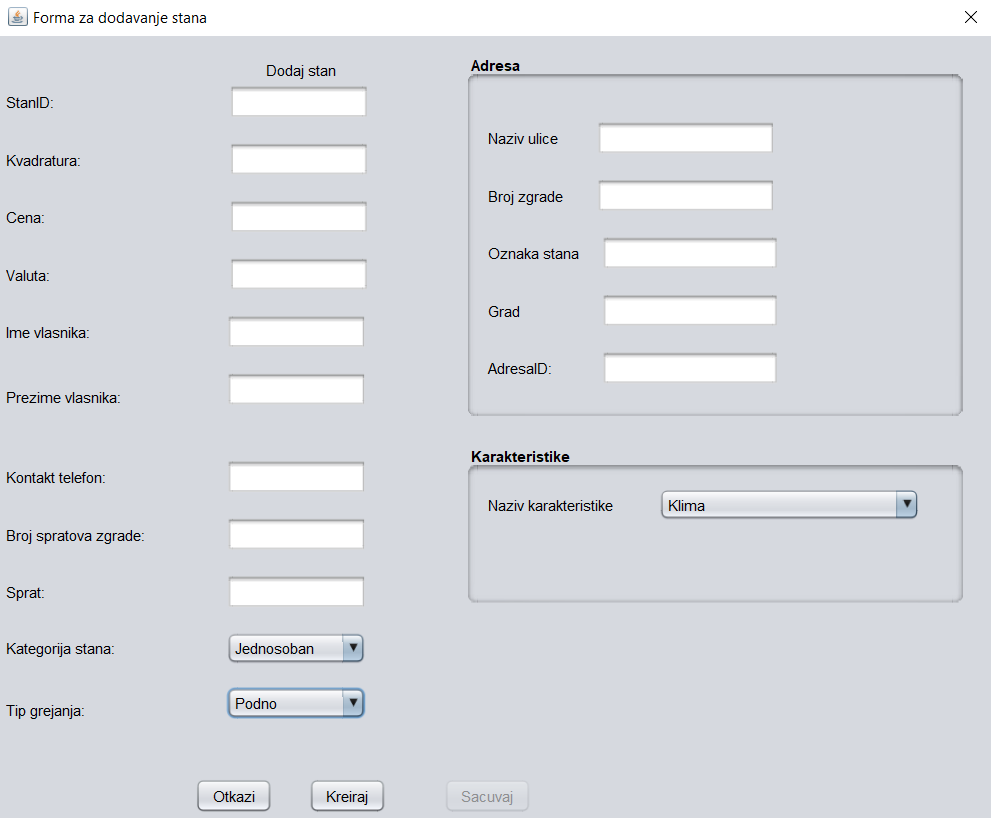 Forma za dodavanje stana
Dodaj stan
StanID:
Kvadratura:
Cena:
Valuta:
Ime vlasnika:
Prezime vlasnika:
Kontakt telefon:
Broj spratova zgrade:
Sprat:
Kategorija stana: Jednosoban
Tip grejanja: Podno
Adresa
Naziv ulice
Broj zgrade
Oznaka stana
Grad
AdresaID:
Karakteristike
Naziv karakteristike Klima
Otkazi Kreiraj Sacuvaj